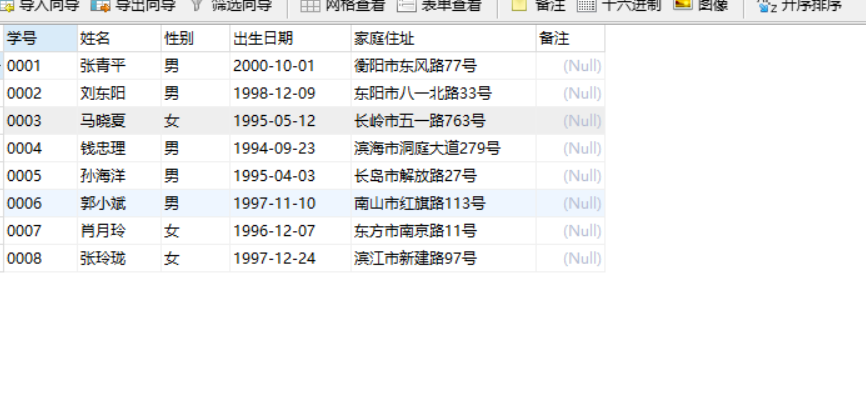 导入向导 导出向导 筛选向导 网格查看 表单查看 备注 十六进制 图像 升序排序
学号 姓名 性别 出生日期 家庭住址 备注
0001 张青平 男 2000-10-01 衡阳市东风路77号 (Null)
0002 刘东阳 男 1998-12-09 东阳市八一北路33号 (Null)
0003 马晓夏 女 1995-05-12 长岭市五一路763号 (Null)
0004 钱忠理 男 1994-09-23 滨海市洞庭大道279号 (Null)
0005 孙海洋 男 1995-04-03 长岛市解放路27号 (Null)
0006 郭小斌 男 1997-11-10 南山市红旗路113号 (Null)
0007 肖月玲 女 1996-12-07 东方市南京路11号 (Null)
0008 张玲珑 女 1997-12-24 滨江市新建路97号 (Null)